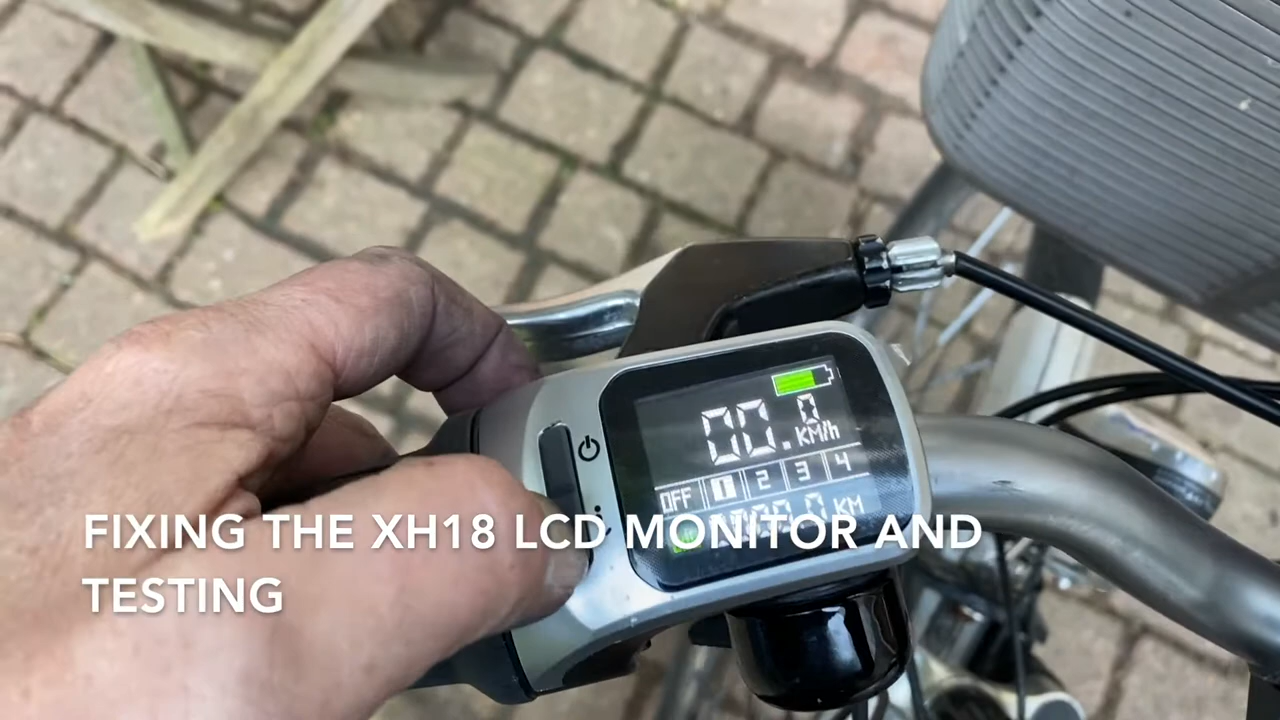 00.0
KM/h
OFF 1 2 3 4
KM
FIXING THE XH18 LCD MONITOR AND
TESTING